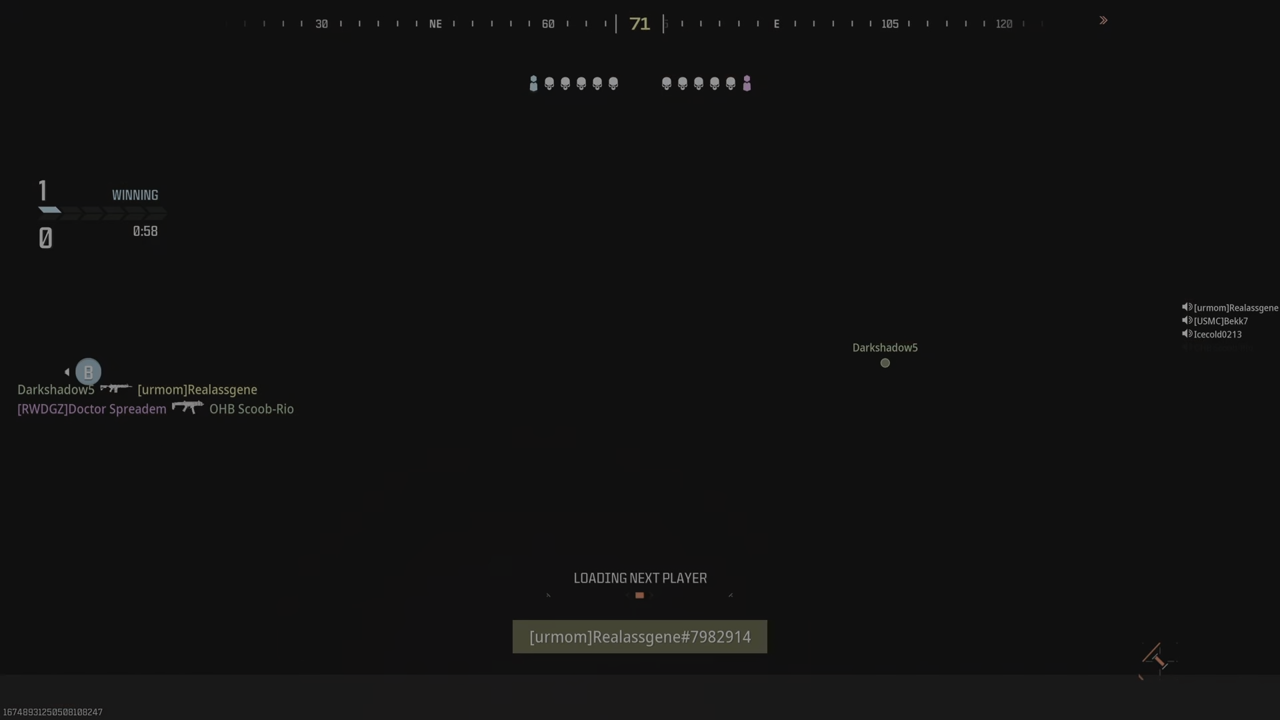 30 NE 60 71 E 105 120
1 WINNING
0 0:58
[urmom]Realassgene
[USMC]Bekk7
Icecold0213
Darkshadow5
B
Darkshadow5 [urmom]Realassgene
[RWDGZ]Doctor Spreadem OHB Scoob-Rio
LOADING NEXT PLAYER
[urmom]Realassgene#7982914